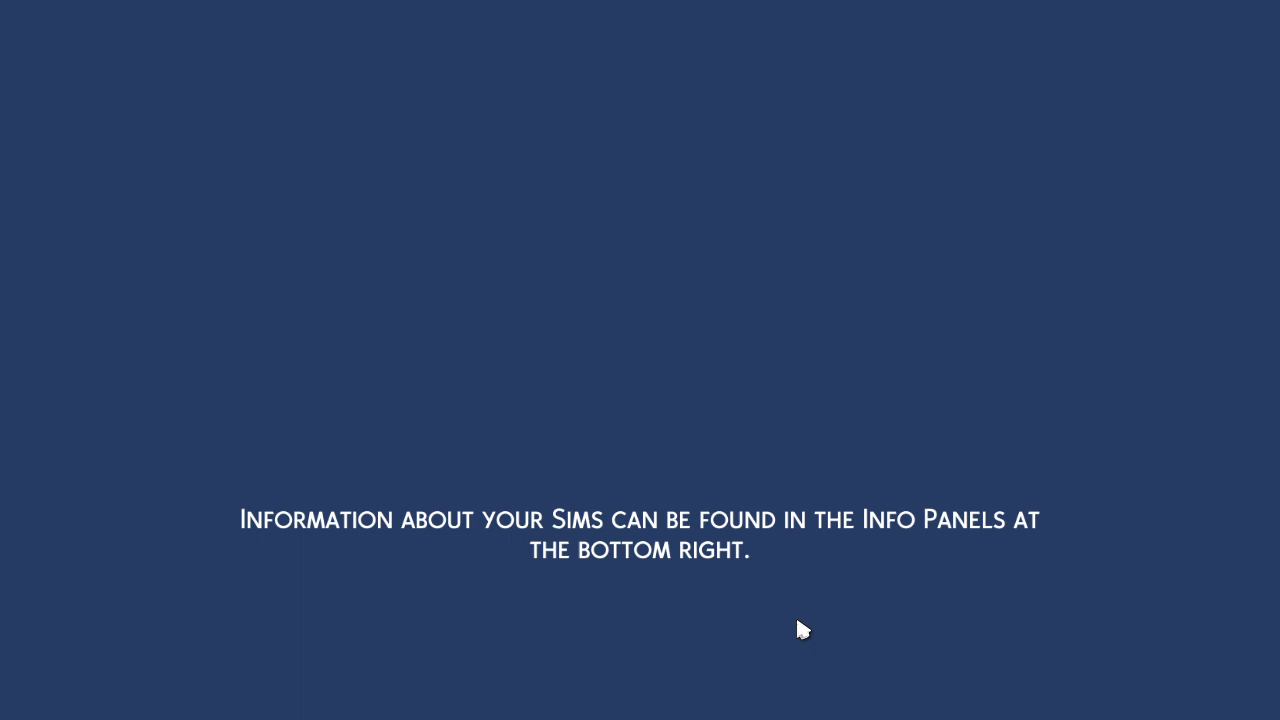 Information about your Sims can be found in the Info Panels at
the bottom right.